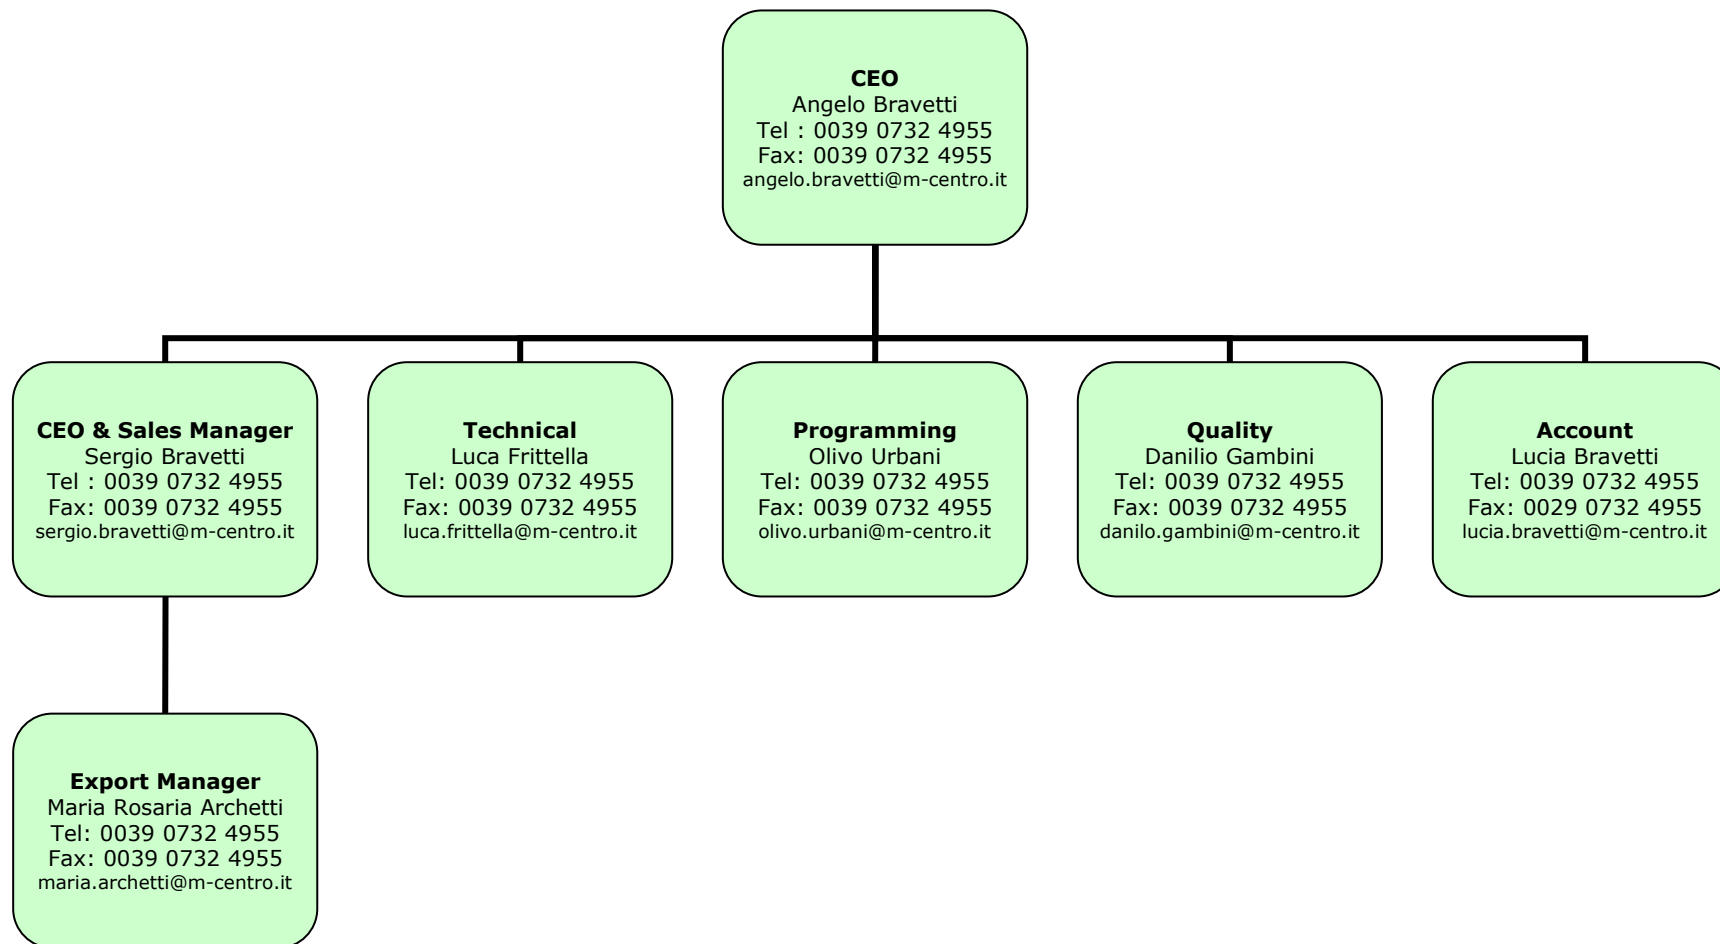 CEO
Angelo Bravetti
Tel : 0039 0732 4955
Fax: 0039 0732 4955
angelo.bravetti@m-centro.it
CEO & Sales Manager
Sergio Bravetti
Tel : 0039 0732 4955
Fax: 0039 0732 4955
sergio.bravetti@m-centro.it
Technical
Luca Frittella
Tel: 0039 0732 4955
Fax: 0039 0732 4955
luca.frittella@m-centro.it
Programming
Olivo Urbani
Tel: 0039 0732 4955
Fax: 0039 0732 4955
olivo.urbani@m-centro.it
Quality
Danilio Gambini
Tel: 0039 0732 4955
Fax: 0039 0732 4955
danilo.gambini@m-centro.it
Account
Lucia Bravetti
Tel: 0039 0732 4955
Fax: 0029 0732 4955
lucia.bravetti@m-centro.it
Export Manager
Maria Rosaria Archetti
Tel: 0039 0732 4955
Fax: 0039 0732 4955
maria.archetti@m-centro.it